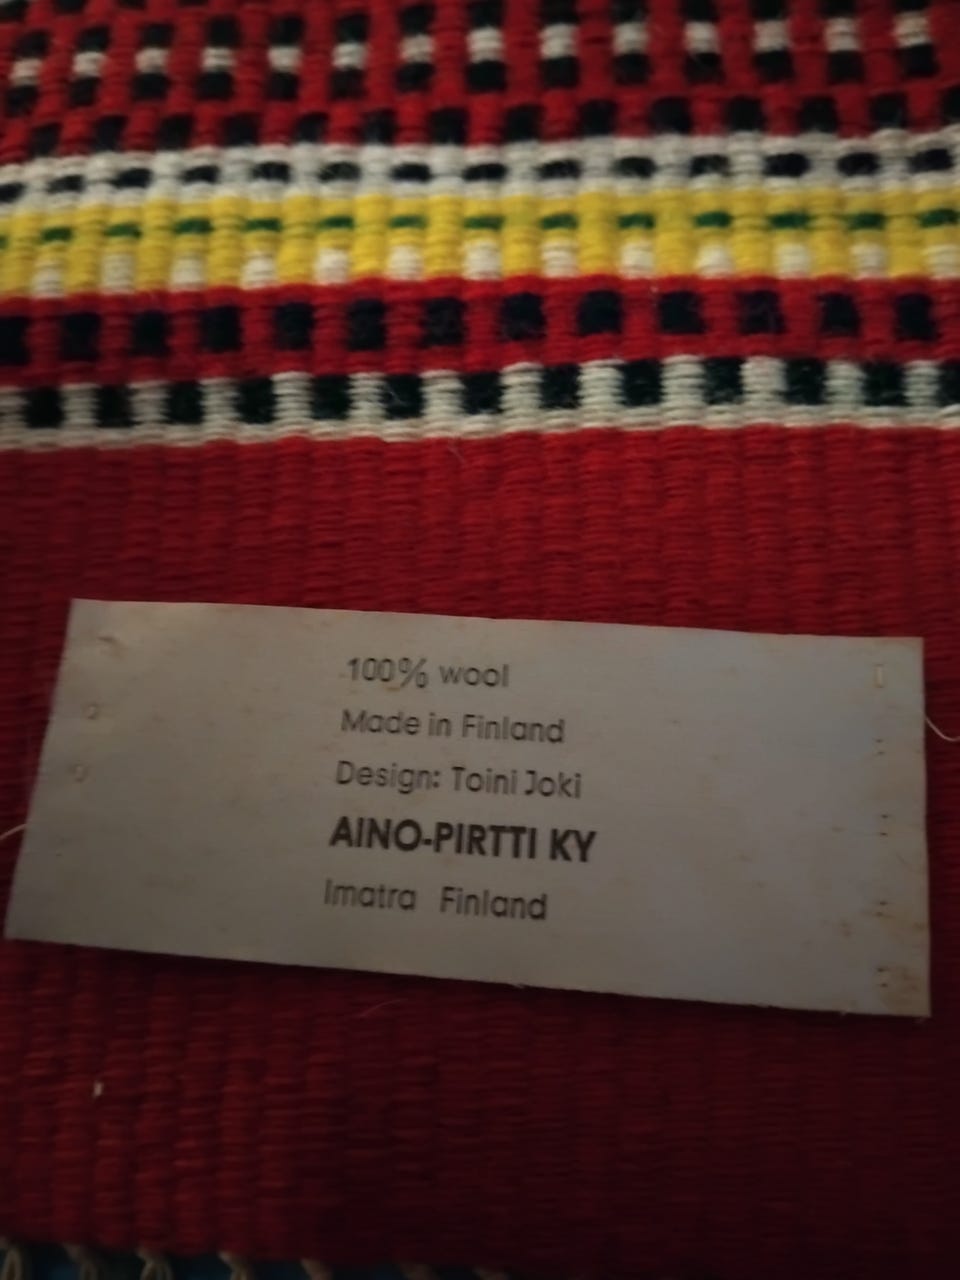 100% wool
Made in Finland
Design: Toini Joki
AINO-PIRTTI KY
Imatra Finland